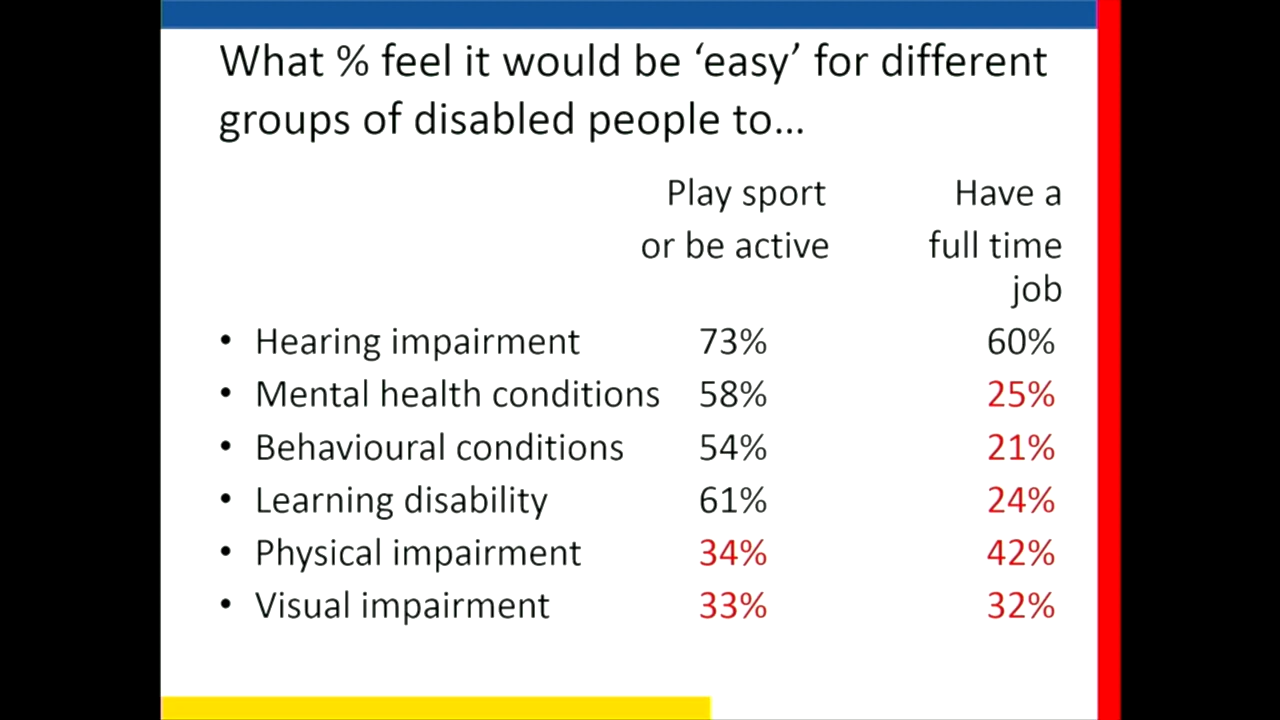 What % feel it would be ‘easy’ for different
groups of disabled people to...
Play sport Have a
or be active full time
job
• Hearing impairment 73% 60%
• Mental health conditions 58% 25%
• Behavioural conditions 54% 21%
• Learning disability 61% 24%
• Physical impairment 34% 42%
• Visual impairment 33% 32%